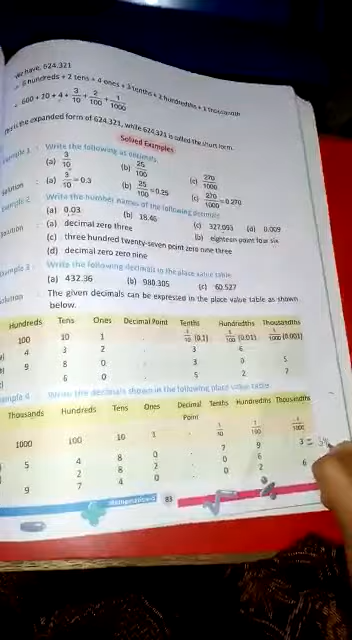 We have, 624.321
= 6 hundreds + 2 tens + 4 ones + 3 tenths + 2 hundredths + 1 thousandth
= 600 + 20 + 4 + 3/10 + 2/100 + 1/1000
is the expanded form of 624.321, while 624.321 is called the short form.
Solved Examples
Example 1 : Write the following as decimals.
(a) 3/10 (b) 25/100 (c) 270/1000
Solution : (a) 3/10 = 0.3 (b) 25/100 = 0.25 (c) 270/1000 = 0.270
Example 2 Write the number names of the following decimals
(a) 0.03 (b) 18.46 (c) 327.093 (d) 0.009
Solution : (a) decimal zero three (b) eighteen point four six
(c) three hundred twenty-seven point zero nine three
(d) decimal zero zero nine
Example 3 : Write the following decimals in the place value table
(a) 432.36 (b) 980.305 (c) 60.527
Solution The given decimals can be expressed in the place value table as shown
below.
Hundreds Tens Ones Decimal Point Tenths Hundredths Thousandths
100 10 1 . 1/10 (0.1) 1/100 (0.01) 1/1000 (0.001)
4 3 2 . 3 6
9 8 0 . 3 0 5
6 0 . 5 2 7
Example 4 Write the decimals shown in the following place value table
Thousands Hundreds Tens Ones Decimal Point Tenths Hundredths Thousandths
1000 100 10 1 . 1/10 1/100 1/1000
5 4 8 0 . 7 9 3 =
2 8 2 . 0 6
9 7 4 0 . 0 2 6
Mathematics-5 83